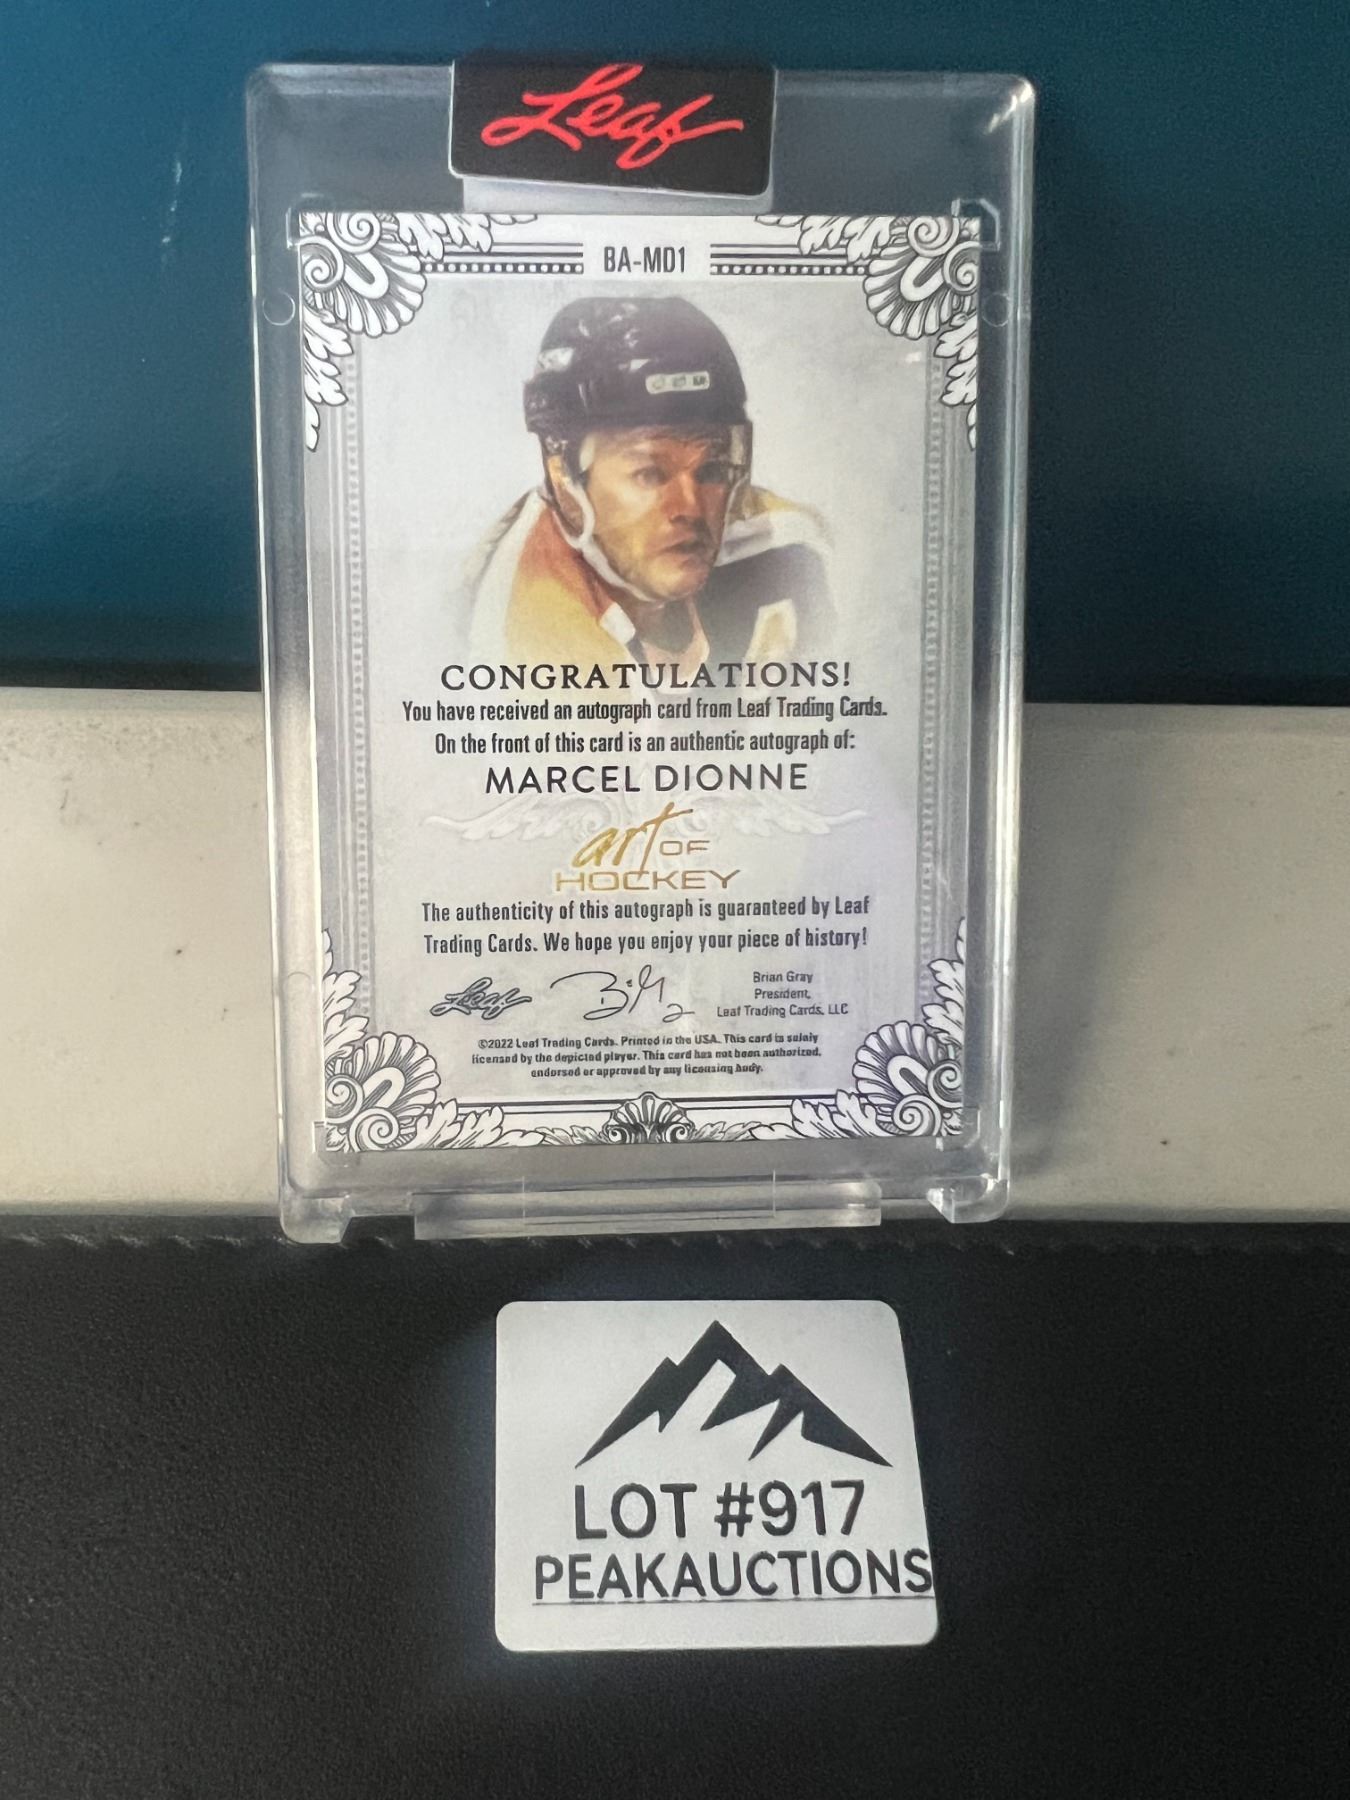 Leaf
BA-MD1
CCM
CONGRATULATIONS!
You have received an autograph card from Leaf Trading Cards.
On the front of this card is an authentic autograph of:
MARCEL DIONNE
art OF
HOCKEY
The authenticity of this autograph is guaranteed by Leaf
Trading Cards. We hope you enjoy your piece of history!
Leaf
Brian Gray
President,
Leaf Trading Cards, LLC
©2022 Leaf Trading Cards. Printed in the USA. This card is solely
licensed by the depicted player. This card has not been authorized,
endorsed or approved by any licensing body.
LOT #917
PEAKAUCTIONS